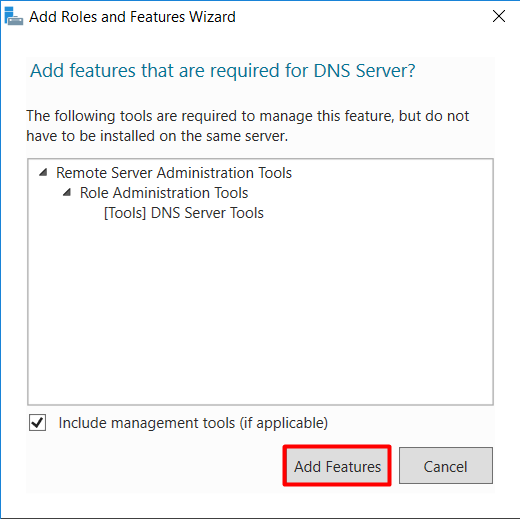 Add Roles and Features Wizard
Add features that are required for DNS Server?
The following tools are required to manage this feature, but do not
have to be installed on the same server.
Remote Server Administration Tools
Role Administration Tools
[Tools] DNS Server Tools
Include management tools (if applicable)
Add Features
Cancel